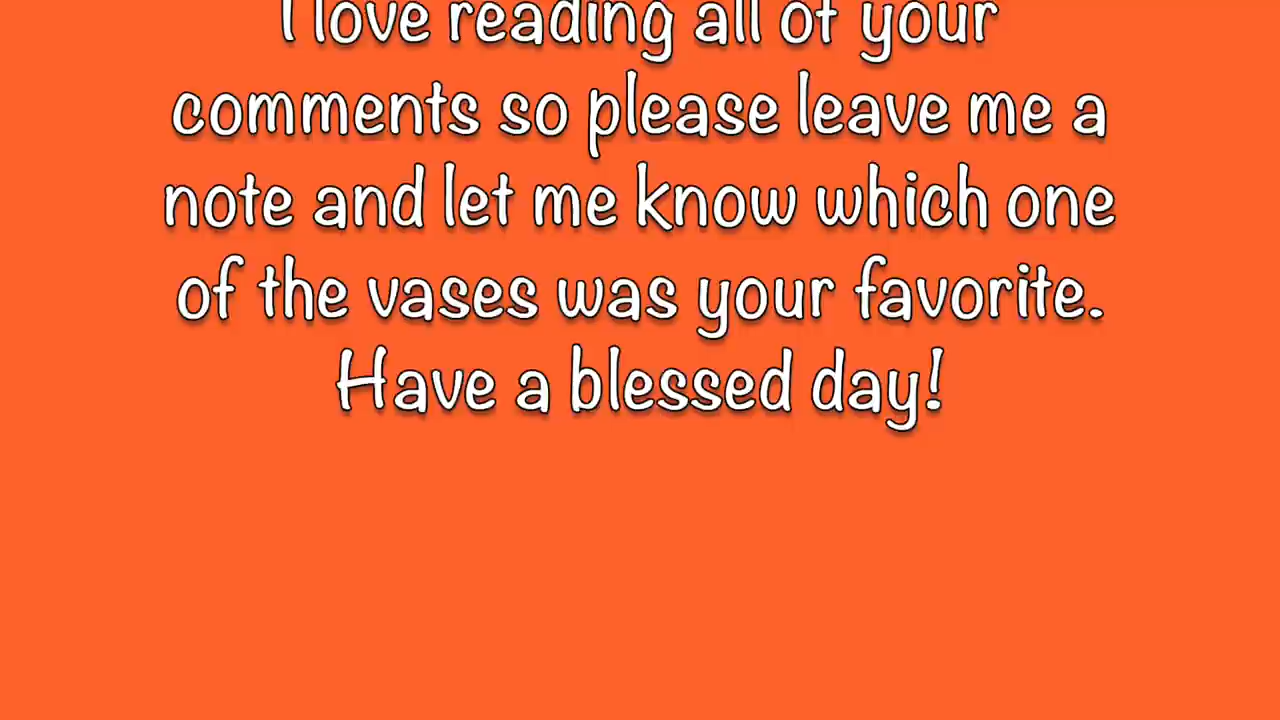 I love reading all of your
comments so please leave me a
note and let me know which one
of the vases was your favorite.
Have a blessed day!